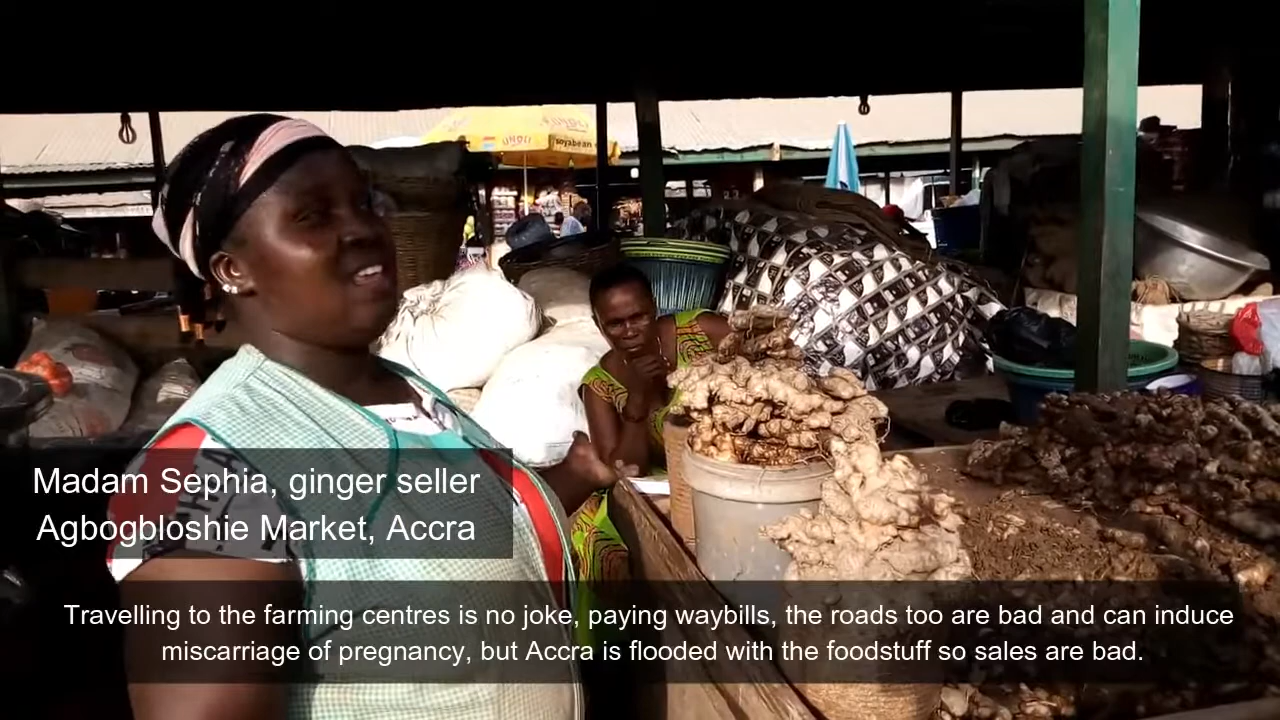 UNOLI
soyabean
Madam Sephia, ginger seller
Agbogbloshie Market, Accra
Travelling to the farming centres is no joke, paying waybills, the roads too are bad and can induce
miscarriage of pregnancy, but Accra is flooded with the foodstuff so sales are bad.